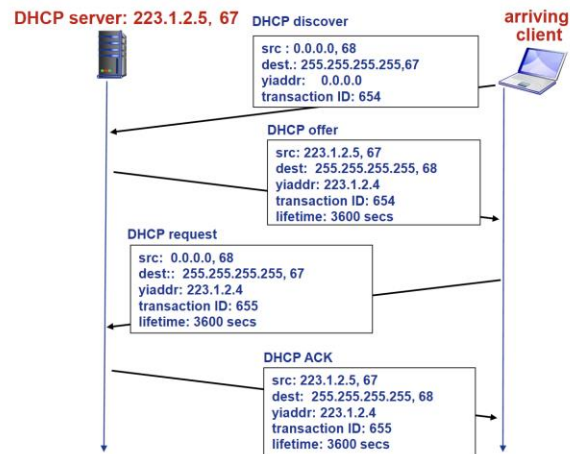 DHCP server: 223.1.2.5, 67
arriving
client
DHCP discover
src : 0.0.0.0, 68
dest.: 255.255.255.255,67
yiaddr: 0.0.0.0
transaction ID: 654
DHCP offer
src: 223.1.2.5, 67
dest: 255.255.255.255, 68
yiaddr: 223.1.2.4
transaction ID: 654
lifetime: 3600 secs
DHCP request
src: 0.0.0.0, 68
dest:: 255.255.255.255, 67
yiaddr: 223.1.2.4
transaction ID: 655
lifetime: 3600 secs
DHCP ACK
src: 223.1.2.5, 67
dest: 255.255.255.255, 68
yiaddr: 223.1.2.4
transaction ID: 655
lifetime: 3600 secs